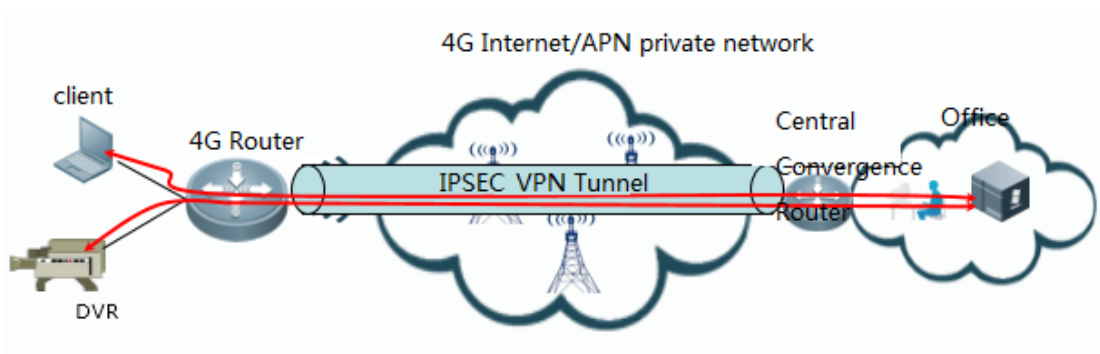 4G Internet/APN private network
client
4G Router
Central
Convergence
Router
Office
IPSEC VPN Tunnel
DVR